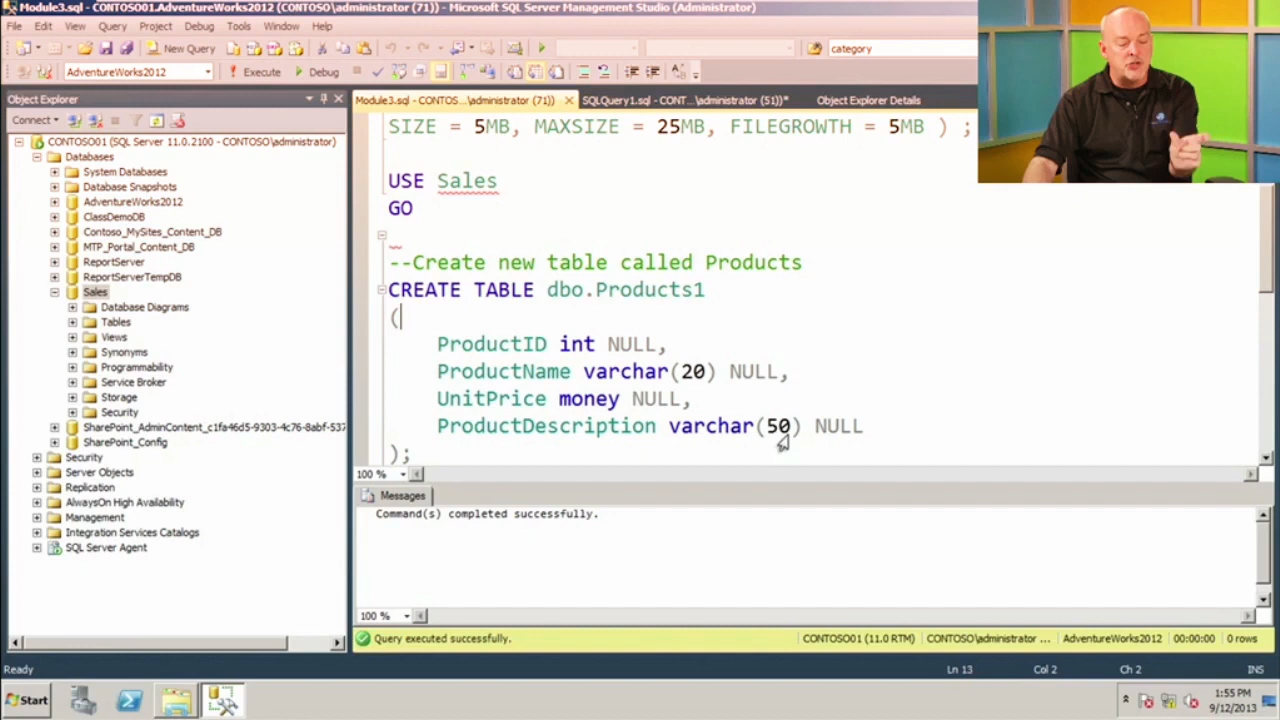 Module3.sql - CONTOSO01.AdventureWorks2012 (CONTOSO\administrator (71)) - Microsoft SQL Server Management Studio (Administrator)
File Edit View Query Project Debug Tools Window Help
New Query
category
AdventureWorks2012
Execute
Debug
Object Explorer
Module3.sql - CONTOS...\administrator (71))
SQLQuery1.sql - CONT...\administrator (51))*
Object Explorer Details
Connect
CONTOSO01 (SQL Server 11.0.2100 - CONTOSO\administrator)
Databases
System Databases
Database Snapshots
AdventureWorks2012
ClassDemoDB
Contoso_MySites_Content_DB
MTP_Portal_Content_DB
ReportServer
ReportServerTempDB
Sales
Database Diagrams
Tables
Views
Synonyms
Programmability
Service Broker
Storage
Security
SharePoint_AdminContent_c1fa46d5-9303-4c76-8abf-537
SharePoint_Config
Security
Server Objects
Replication
AlwaysOn High Availability
Management
Integration Services Catalogs
SQL Server Agent
SIZE = 5MB, MAXSIZE = 25MB, FILEGROWTH = 5MB ) ;
USE Sales
GO
--Create new table called Products
CREATE TABLE dbo.Products1
(
ProductID int NULL,
ProductName varchar(20) NULL,
UnitPrice money NULL,
ProductDescription varchar(50) NULL
);
100 %
Messages
Command(s) completed successfully.
100 %
Query executed successfully.
CONTOSO01 (11.0 RTM)
CONTOSO\administrator ...
AdventureWorks2012
00:00:00
0 rows
Ready
Ln 13
Col 2
Ch 2
INS
Start
1:55 PM
9/12/2013